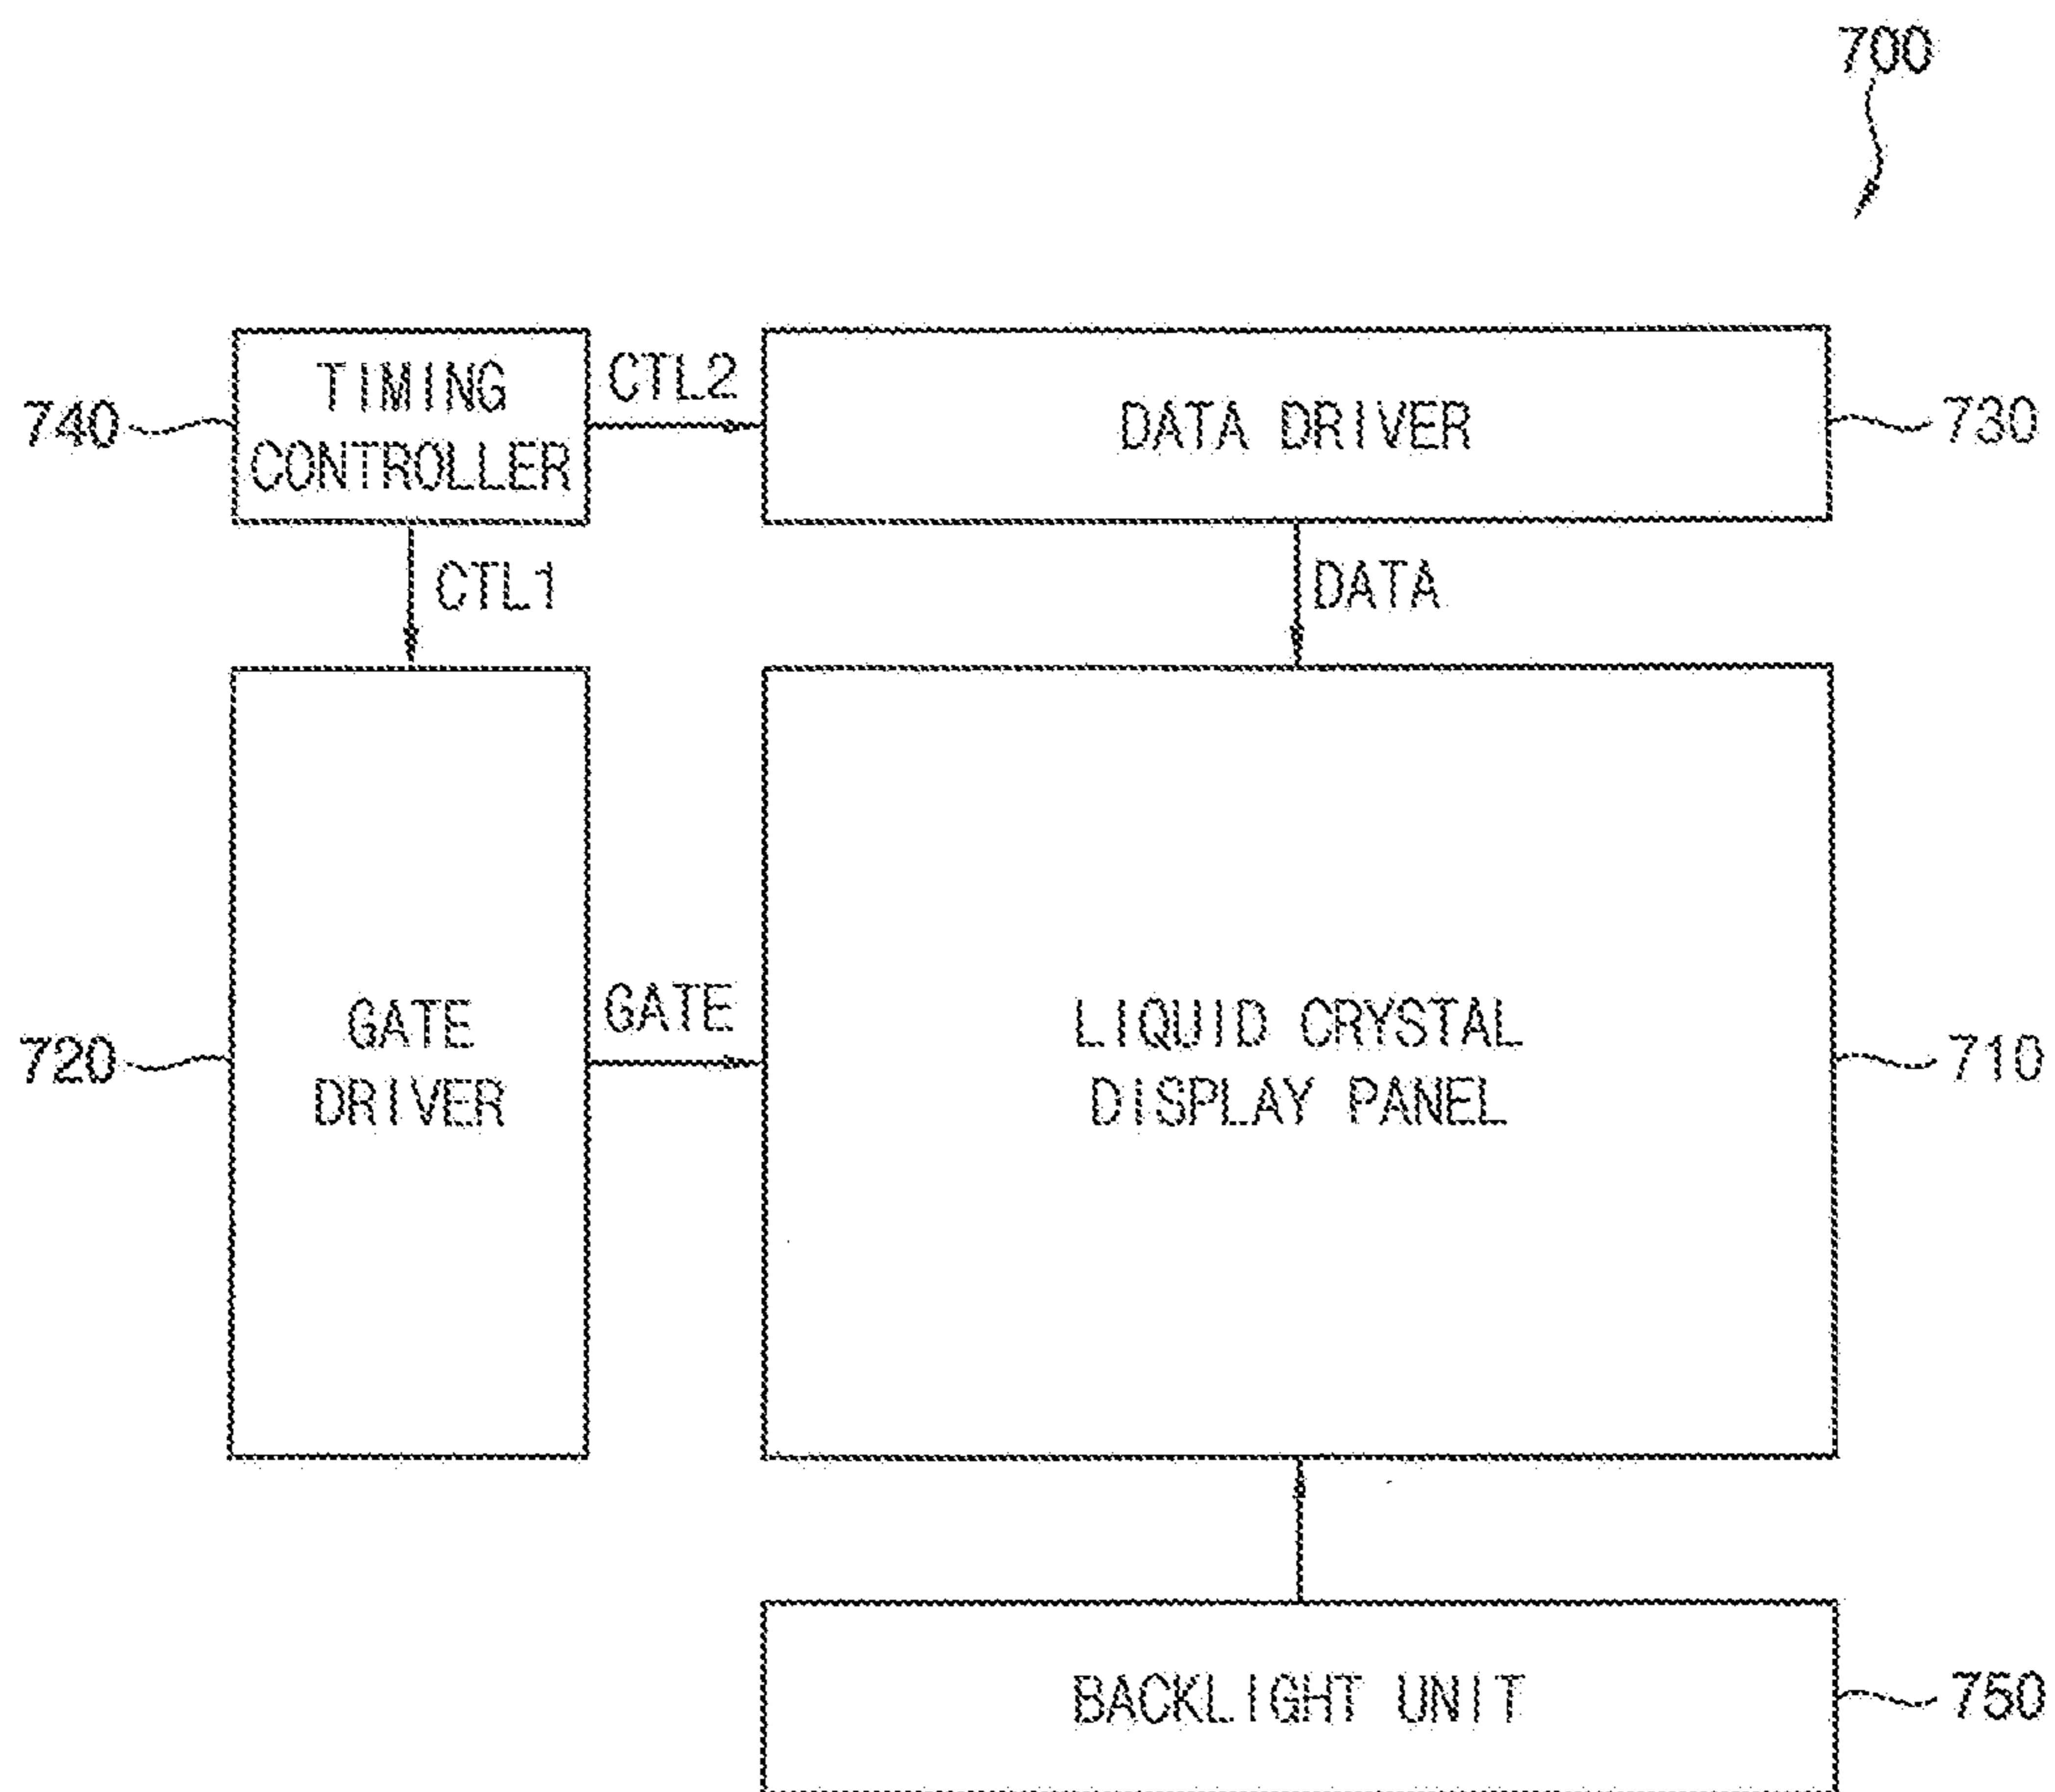 700
TIMING
CONTROLLER
740
CTL2
DATA DRIVER
730
CTL1
DATA
GATE
DRIVER
720
GATE
LIQUID CRYSTAL
DISPLAY PANEL
710
BACKLIGHT UNIT
750